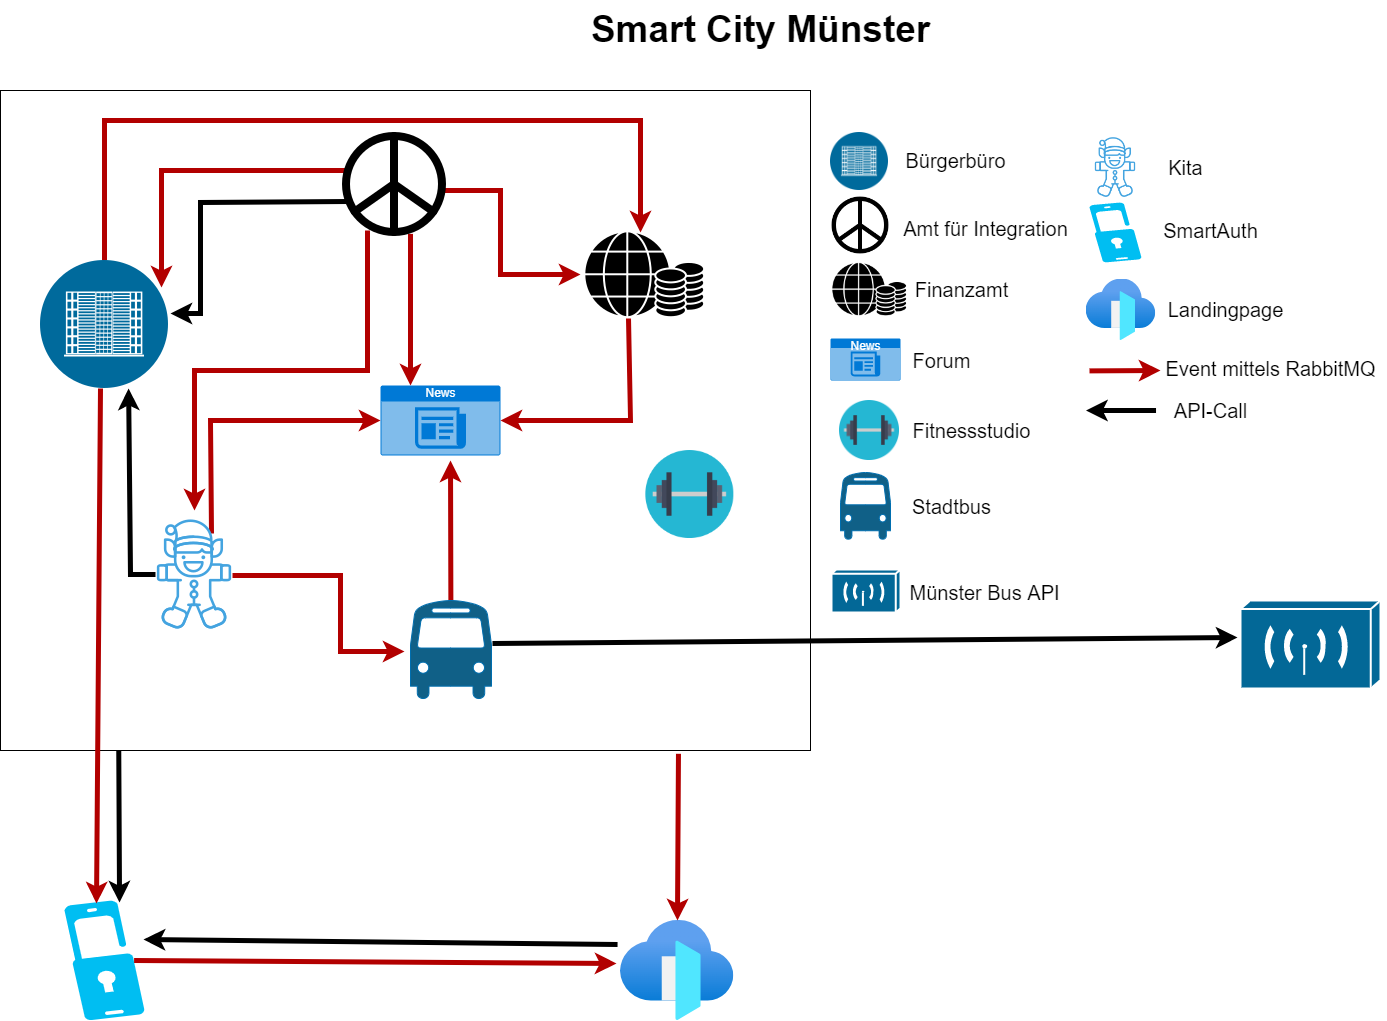 Smart City Münster
Bürgerbüro
Kita
Amt für Integration
SmartAuth
Finanzamt
Landingpage
News
Forum
Event mittels RabbitMQ
API-Call
News
Fitnessstudio
Stadtbus
Münster Bus API